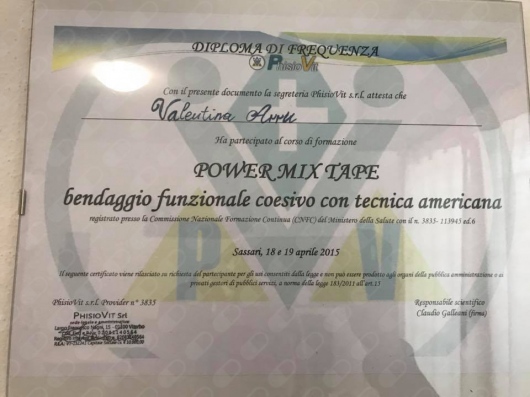 DIPLOMA DI FREQUENZA
PhisioVit
Con il presente documento la segreteria PhisioVit s.r.l. attesta che
Valentina Arru
Ha partecipato al corso di formazione
POWER MIX TAPE
bendaggio funzionale coesivo con tecnica americana
registrato presso la Commissione Nazionale Formazione Continua (CNFC) del Ministero della Salute con il n. 3835- 113945 ed.6
Sassari, 18 e 19 aprile 2015
Il seguente certificato viene rilasciato su richiesta del partecipante per gli usi consentiti dalla legge e non può essere prodotto agli organi della pubblica amministrazione o ai
privati gestori di pubblici servizi, a norma della legge 183/2011 all'art.15
PhisioVit s.r.l. Provider n° 3835
Responsabile scientifico
Claudio Galleani (firma)
PHISIOVIT Srl
P V